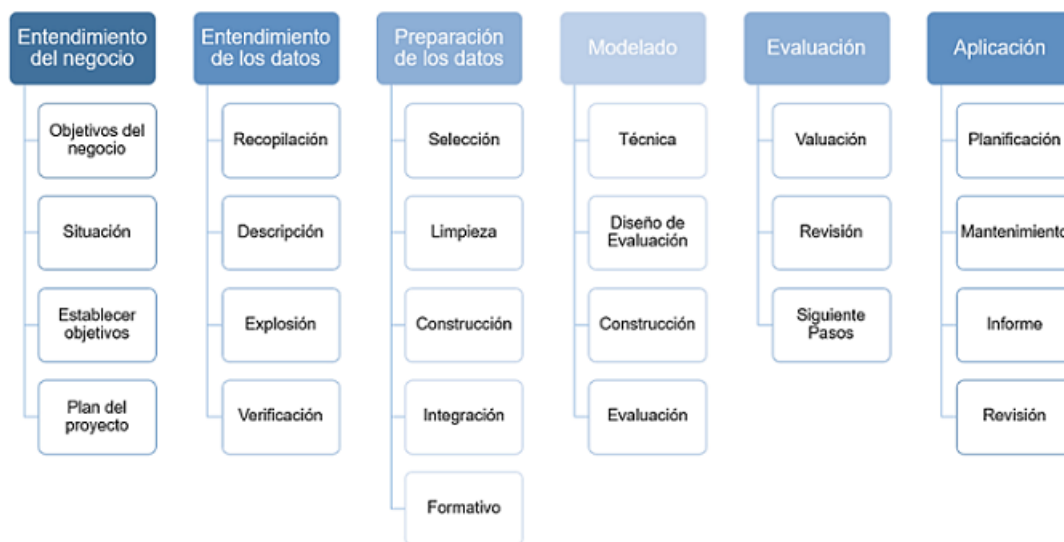 Entendimiento
del negocio
Objetivos del
negocio
Situación
Establecer
objetivos
Plan del
proyecto
Entendimiento
de los datos
Recopilación
Descripción
Explosión
Verificación
Preparación
de los datos
Selección
Limpieza
Construcción
Integración
Formativo
Modelado
Técnica
Diseño de
Evaluación
Construcción
Evaluación
Evaluación
Valuación
Revisión
Siguiente
Pasos
Aplicación
Planificación
Mantenimiento
Informe
Revisión